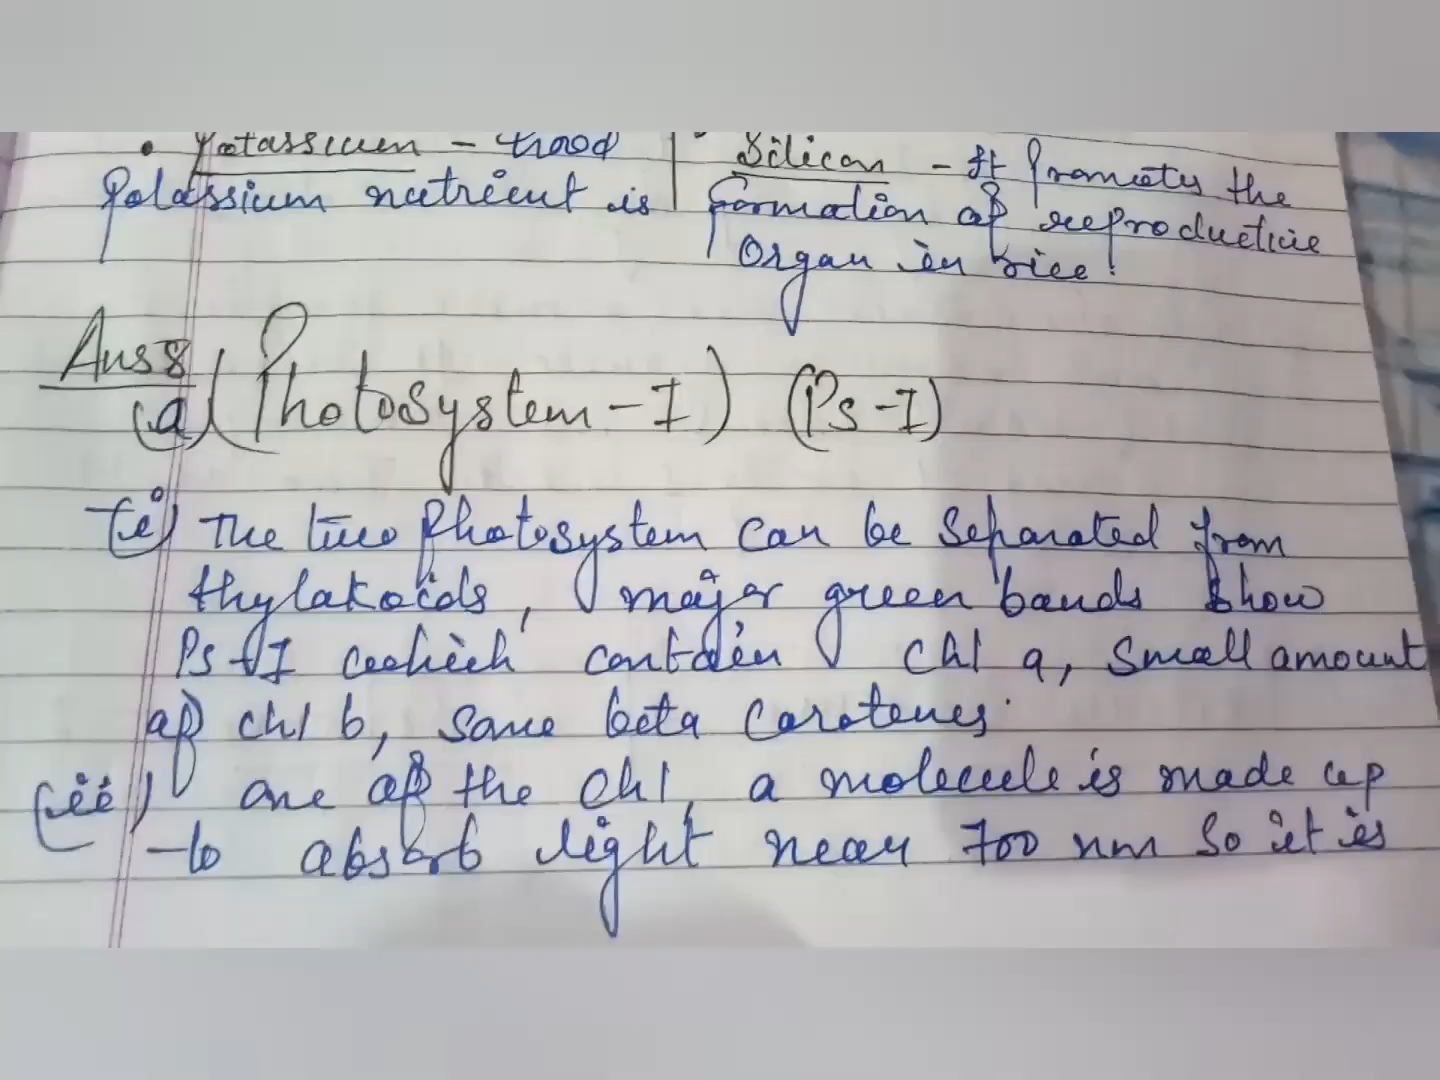 • Potassium - Good
Potassium nutrient is
• Silicon - It Promotes the
formation of reproductive
Organ in rice.
Ans 8
(a) (Photosystem-I) (Ps-I)
(i) The two Photosystem can be Separated from
thylakoids, major green bands show
Ps-I which contain chl a, small amount
of chl b, some beta carotenes.
(ii) one of the chl, a molecule is made up
to absorb light near 700 nm So it is